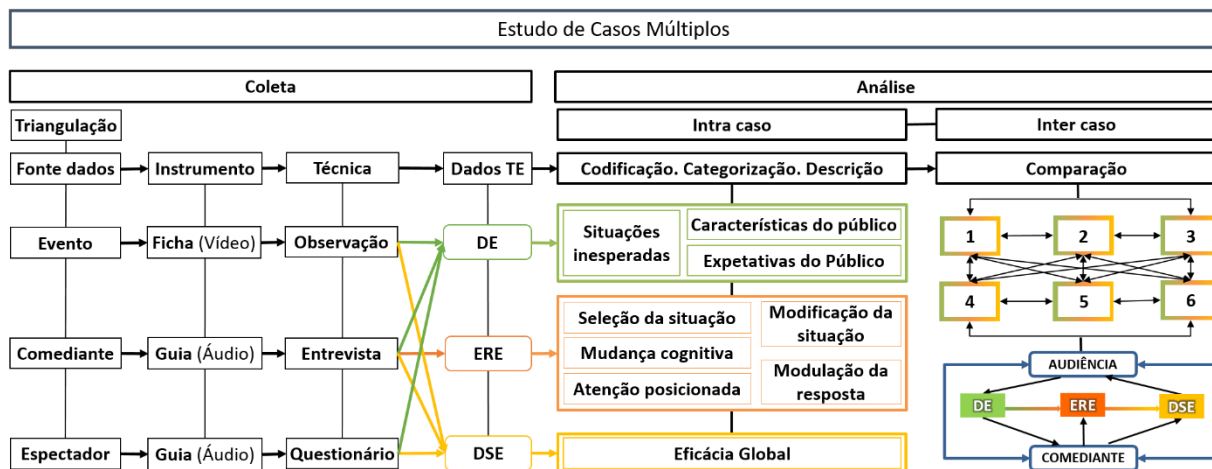 Estudo de Casos Múltiplos
Coleta
Análise
Triangulação
Intra caso
Inter caso
Fonte dados
Instrumento
Técnica
Dados TE
Codificação. Categorização. Descrição
Comparação
Evento
Ficha (Vídeo)
Observação
DE
Situações
inesperadas
Características do público
Expetativas do Público
1
2
3
4
5
6
Comediante
Guia (Áudio)
Entrevista
ERE
Seleção da situação
Mudança cognitiva
Atenção posicionada
Modificação da
situação
Modulação da
resposta
AUDIÊNCIA
DE
ERE
DSE
COMEDIANTE
Espectador
Guia (Áudio)
Questionário
DSE
Eficácia Global